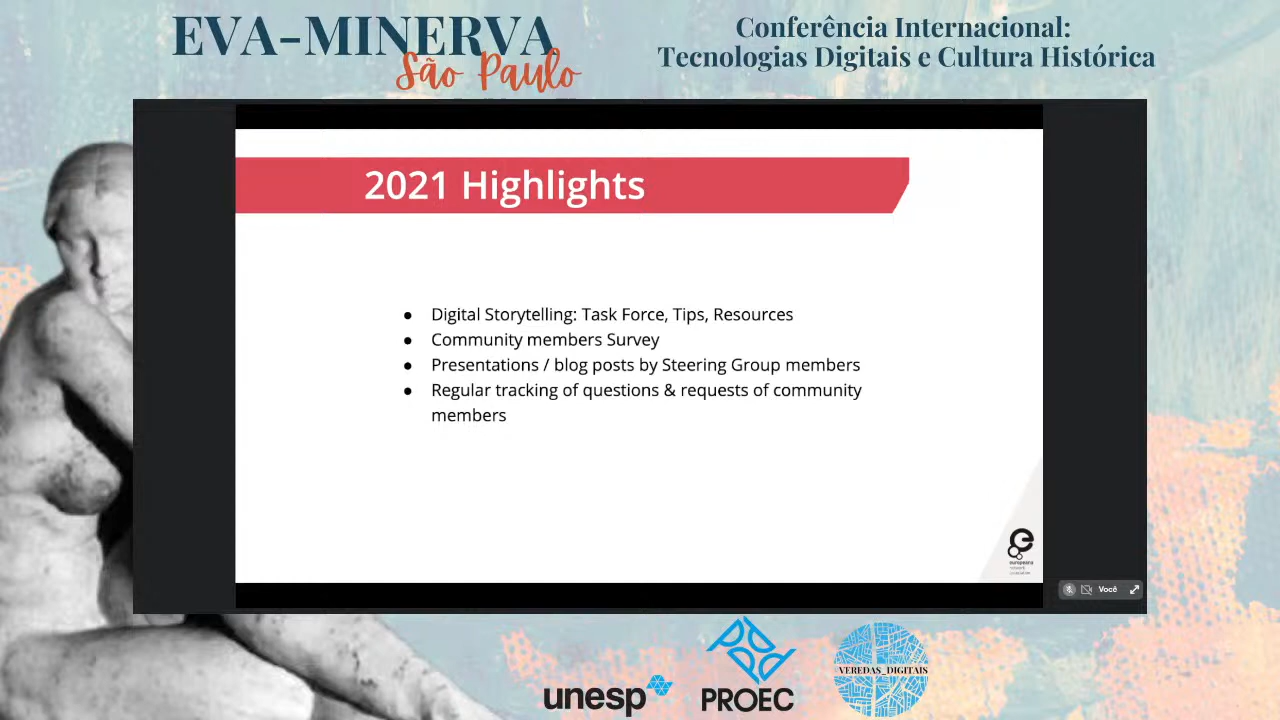 EVA-MINERVA
São Paulo
Conferência Internacional:
Tecnologias Digitais e Cultura Histórica
2021 Highlights
● Digital Storytelling: Task Force, Tips, Resources
● Community members Survey
● Presentations / blog posts by Steering Group members
● Regular tracking of questions & requests of community
members
europeana
Você
unesp
PROEC
VEREDAS_DIGITAIS